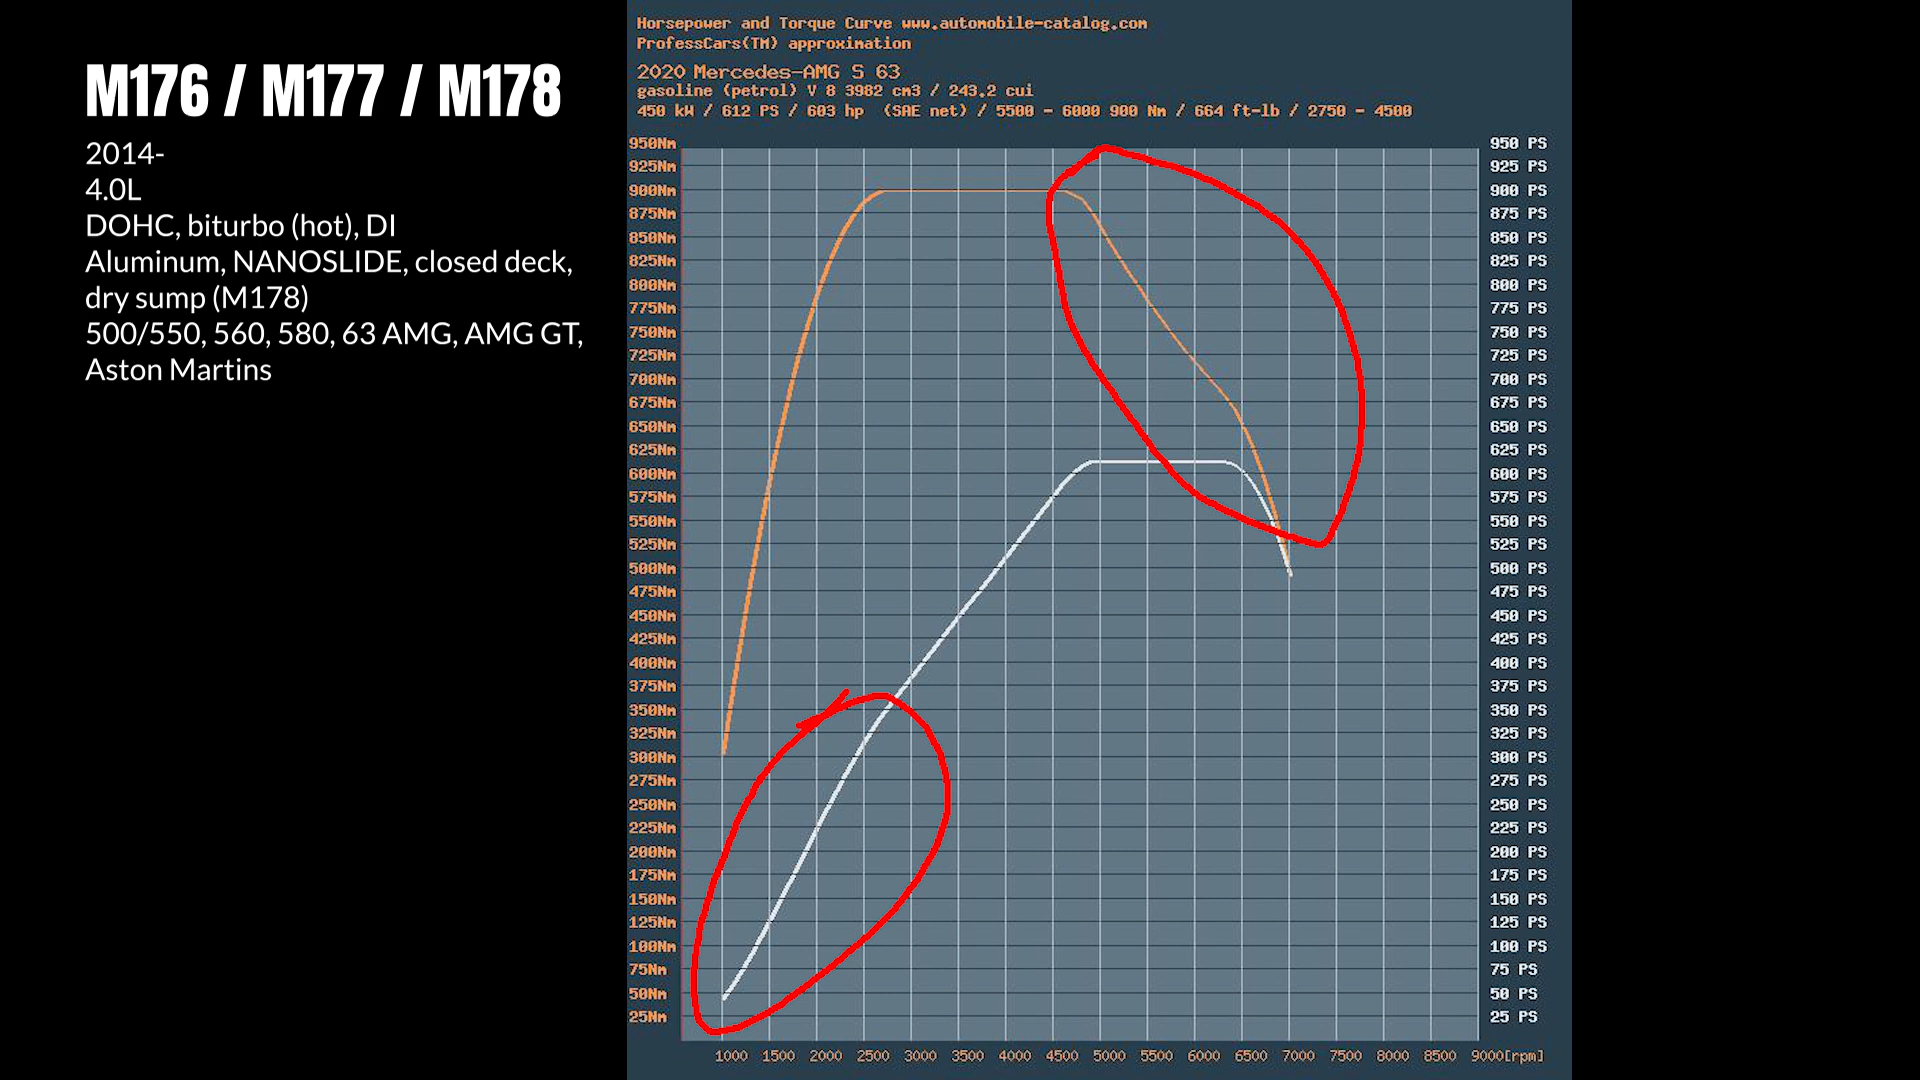 M176 / M177 / M178
2014-
4.0L
DOHC, biturbo (hot), DI
Aluminum, NANOSLIDE, closed deck,
dry sump (M178)
500/550, 560, 580, 63 AMG, AMG GT,
Aston Martins
Horsepower and Torque Curve www.automobile-catalog.com
ProfessCars(TM) approximation
2020 Mercedes-AMG S 63
gasoline (petrol) V 8 3982 cm3 / 243.2 cui
450 kW / 612 PS / 603 hp (SAE net) / 5500 - 6000 900 Nm / 664 ft-lb / 2750 - 4500
950Nm 950 PS
925Nm 925 PS
900Nm 900 PS
875Nm 875 PS
850Nm 850 PS
825Nm 825 PS
800Nm 800 PS
775Nm 775 PS
750Nm 750 PS
725Nm 725 PS
700Nm 700 PS
675Nm 675 PS
650Nm 650 PS
625Nm 625 PS
600Nm 600 PS
575Nm 575 PS
550Nm 550 PS
525Nm 525 PS
500Nm 500 PS
475Nm 475 PS
450Nm 450 PS
425Nm 425 PS
400Nm 400 PS
375Nm 375 PS
350Nm 350 PS
325Nm 325 PS
300Nm 300 PS
275Nm 275 PS
250Nm 250 PS
225Nm 225 PS
200Nm 200 PS
175Nm 175 PS
150Nm 150 PS
125Nm 125 PS
100Nm 100 PS
75Nm 75 PS
50Nm 50 PS
25Nm 25 PS
1000 1500 2000 2500 3000 3500 4000 4500 5000 5500 6000 6500 7000 7500 8000 8500 9000[rpm]